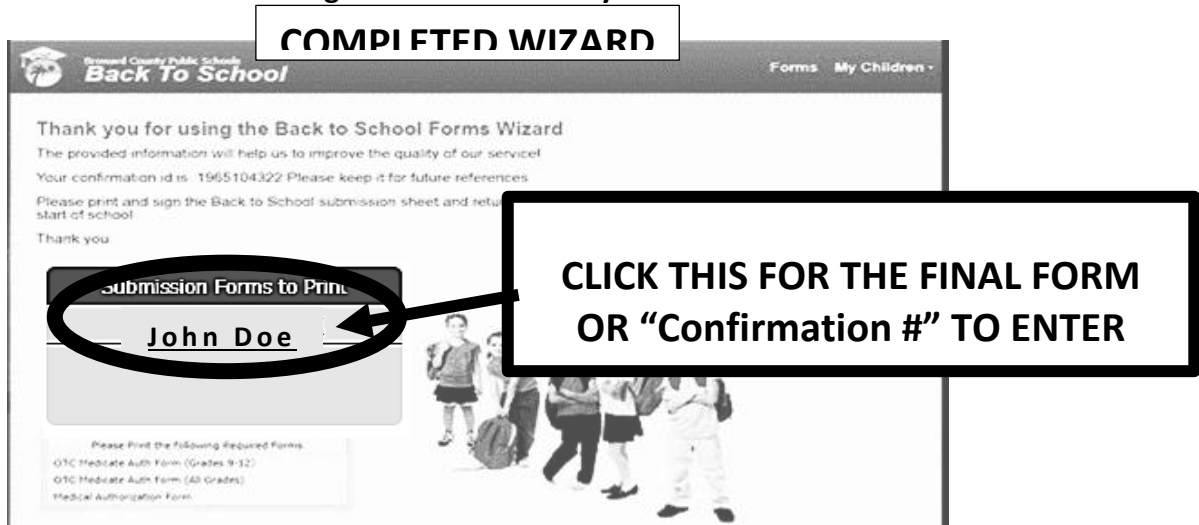 COMPLETED WIZARD
Broward County Public Schools
Back To School
Forms My Children
Thank you for using the Back to School Forms Wizard
The provided information will help us to improve the quality of our service!
Your confirmation id is 1965104322 Please keep it for future references
Please print and sign the Back to School submission sheet and
start of school
Thank you
CLICK THIS FOR THE FINAL FORM
OR “Confirmation #” TO ENTER
Submission Forms to Print
John Doe
Please Print the following Required Forms
OTC Medicate Auth Form (Grades 9-12)
OTC Medicate Auth Form (All Grades)
Medical Authorization Form